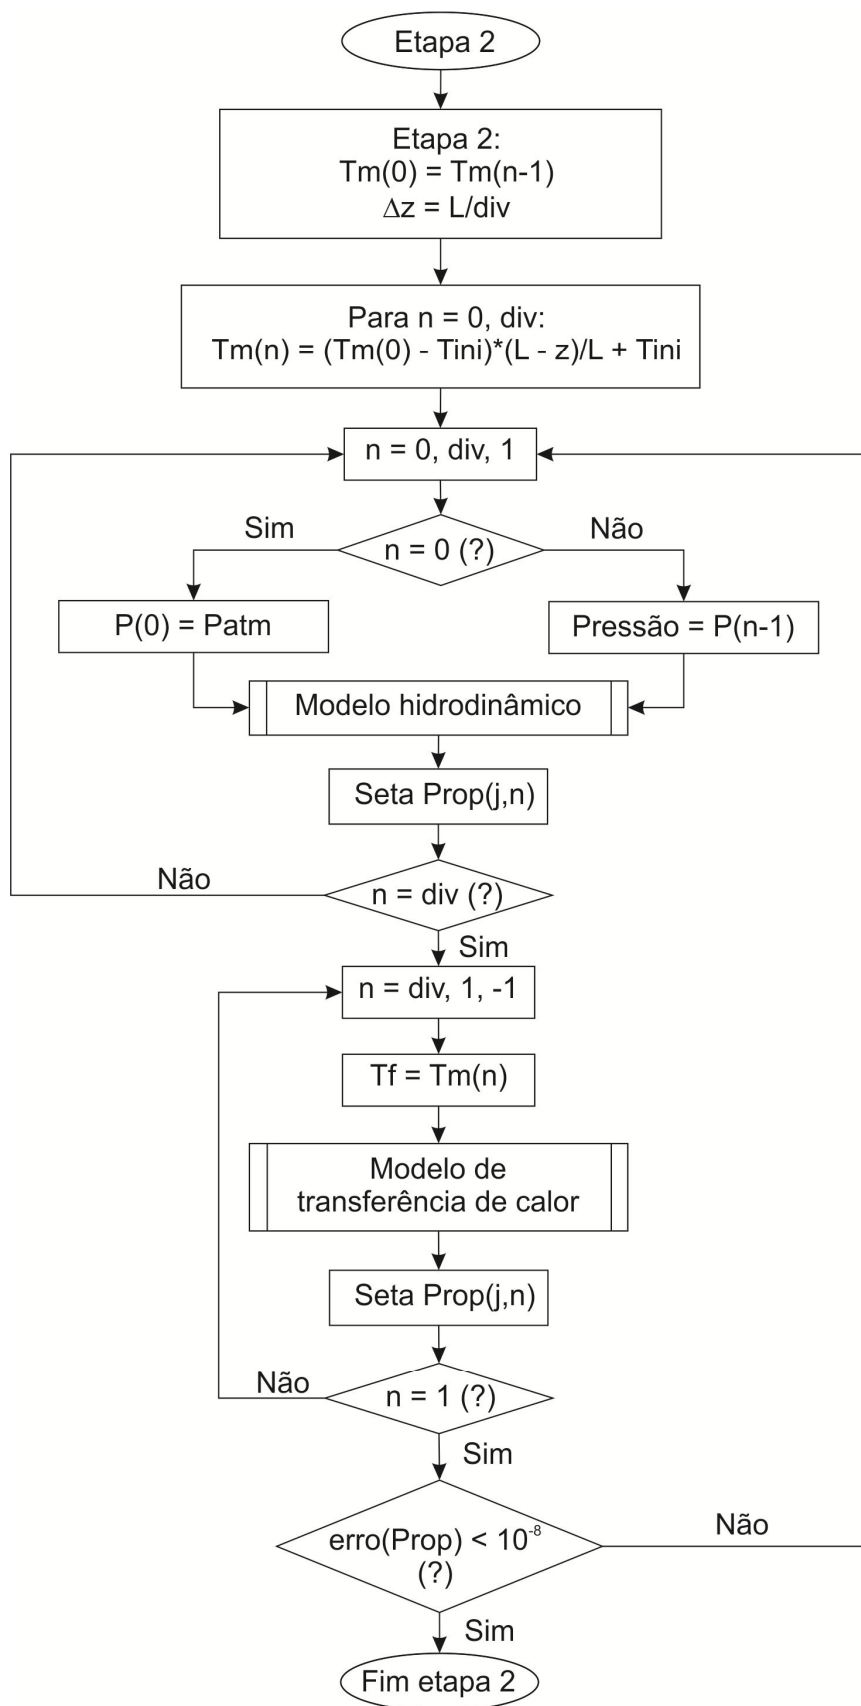 Etapa 2
Etapa 2:
Tm(0) = Tm(n-1)
Δz = L/div
Para n = 0, div:
Tm(n) = (Tm(0) - Tini)*(L - z)/L + Tini
n = 0, div, 1
Sim
n = 0 (?)
Não
P(0) = Patm
Pressão = P(n-1)
Modelo hidrodinâmico
Seta Prop(j,n)
Não
n = div (?)
Sim
n = div, 1, -1
Tf = Tm(n)
Modelo de
transferência de calor
Seta Prop(j,n)
Não
n = 1 (?)
Sim
erro(Prop) < 10⁻⁸
(?)
Não
Sim
Fim etapa 2